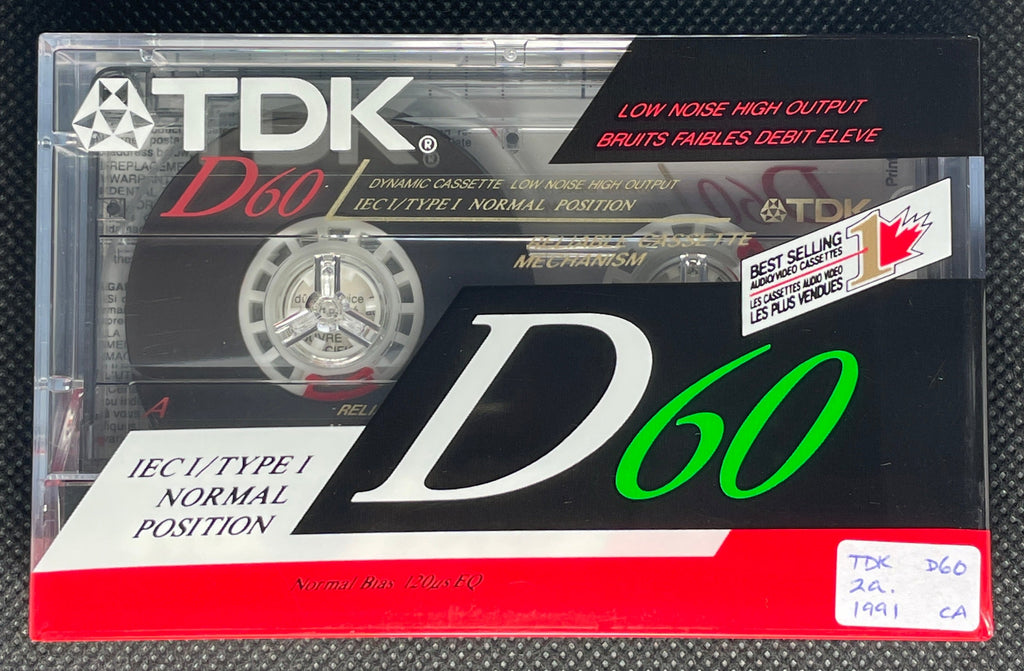 TDK®
LOW NOISE HIGH OUTPUT
BRUITS FAIBLES DEBIT ELEVE
D60
DYNAMIC CASSETTE LOW NOISE HIGH OUTPUT
IEC I/TYPE I NORMAL POSITION
TDK
RELIABLE CASSETTE
MECHANISM
BEST SELLING
AUDIO/VIDEO CASSETTES
LES CASSETTES AUDIO VIDEO
LES PLUS VENDUES
1
D60
A
IEC I/TYPE I
NORMAL
POSITION
Normal Bias 120μs EQ
TDK D60
2a.
1991 CA